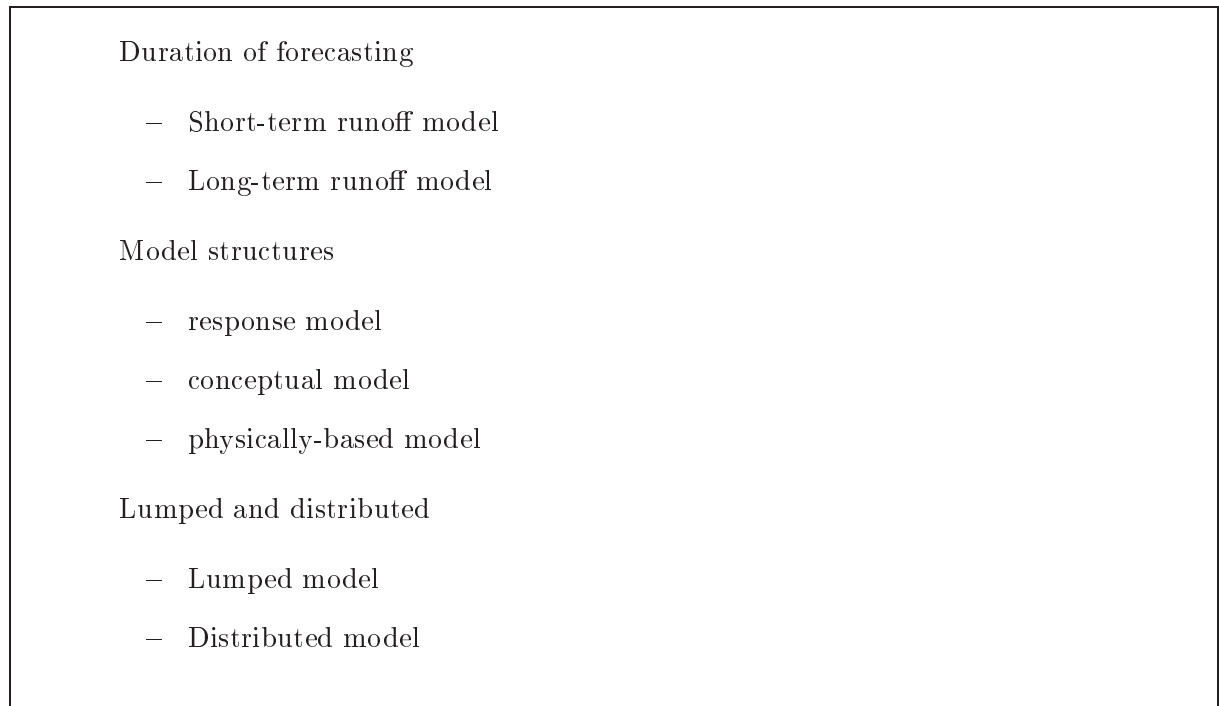 Duration of forecasting
– Short-term runoff model
– Long-term runoff model
Model structures
– response model
– conceptual model
– physically-based model
Lumped and distributed
– Lumped model
– Distributed model